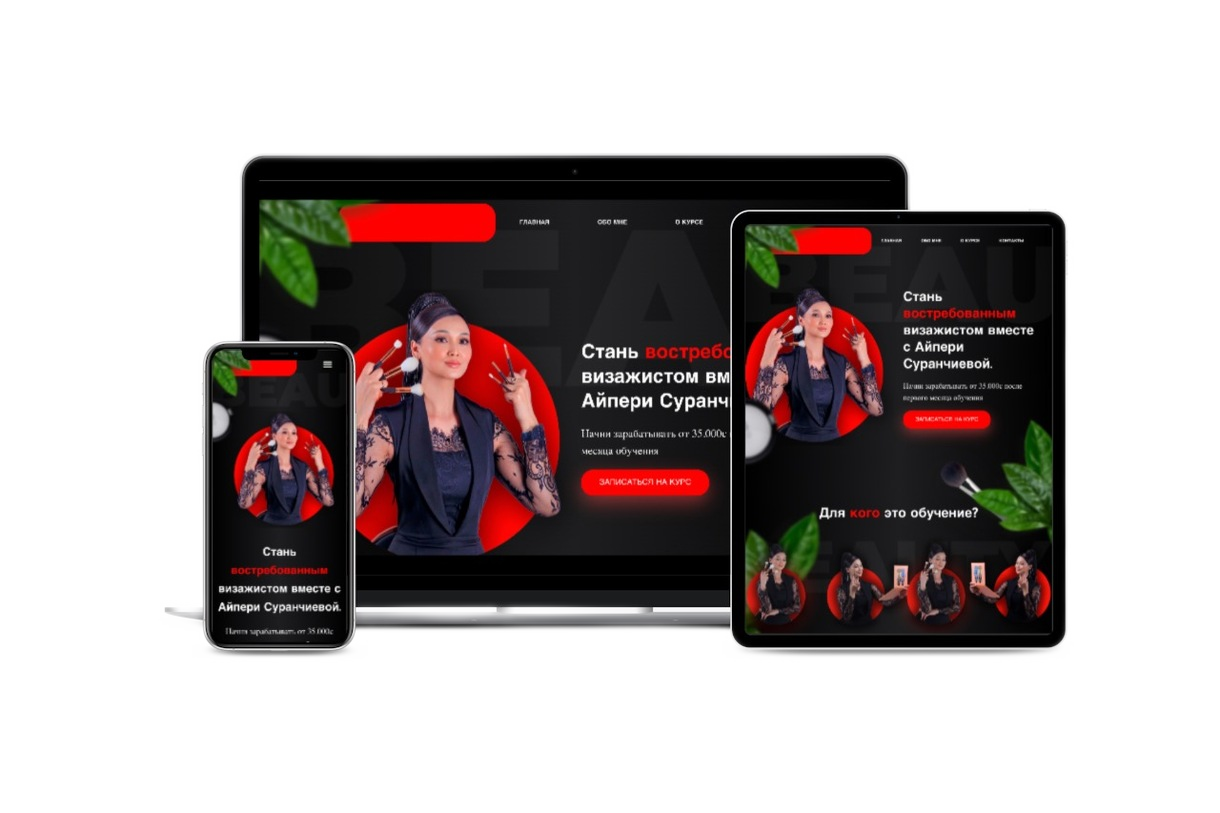 BEA
ГЛАВНАЯ
ОБО МНЕ
О КУРСЕ
Стань востребо
визажистом вм
Айпери Суранч
Начни зарабатывать от 35.000с
месяца обучения
ЗАПИСАТЬСЯ НА КУРС
BEAU
Стань
востребованным
визажистом вместе с
Айпери Суранчиевой.
Начни зарабатывать от 35.000с
BEAU
ГЛАВНАЯ
ОБО МНЕ
О КУРСЕ
КОНТАКТЫ
Стань
востребованным
визажистом вместе
с Айпери
Суранчиевой.
Начни зарабатывать от 35.000с после
первого месяца обучения
ЗАПИСАТЬСЯ НА КУРС
Для кого это обучение?
BEAUTY